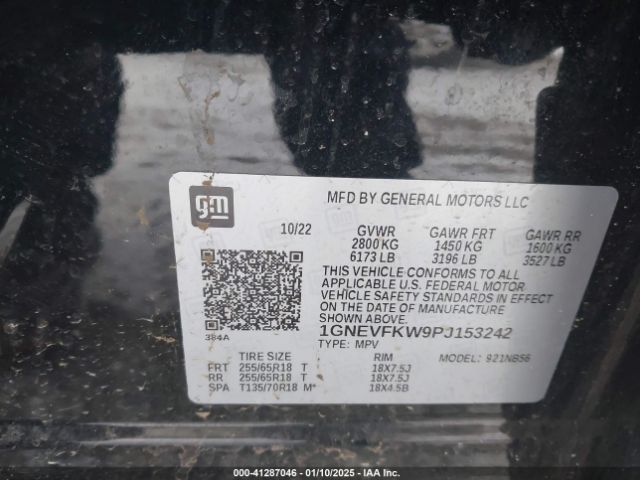 gm
MFD BY GENERAL MOTORS LLC
10/22 GVWR GAWR FRT GAWR RR
2800 KG 1450 KG 1600 KG
6173 LB 3196 LB 3527 LB
THIS VEHICLE CONFORMS TO ALL
APPLICABLE U.S. FEDERAL MOTOR
VEHICLE SAFETY STANDARDS IN EFFECT
ON THE DATE OF MANUFACTURE
SHOWN ABOVE.
384A 1GNEVFKW9PJ153242
TYPE: MPV MODEL: 921NB56
TIRE SIZE RIM
FRT 255/65R18 T 18X7.5J
RR 255/65R18 T 18X7.5J
SPA T135/70R18 M* 18X4.5B
000-41287046 — 01/10/2025 — IAA Inc.